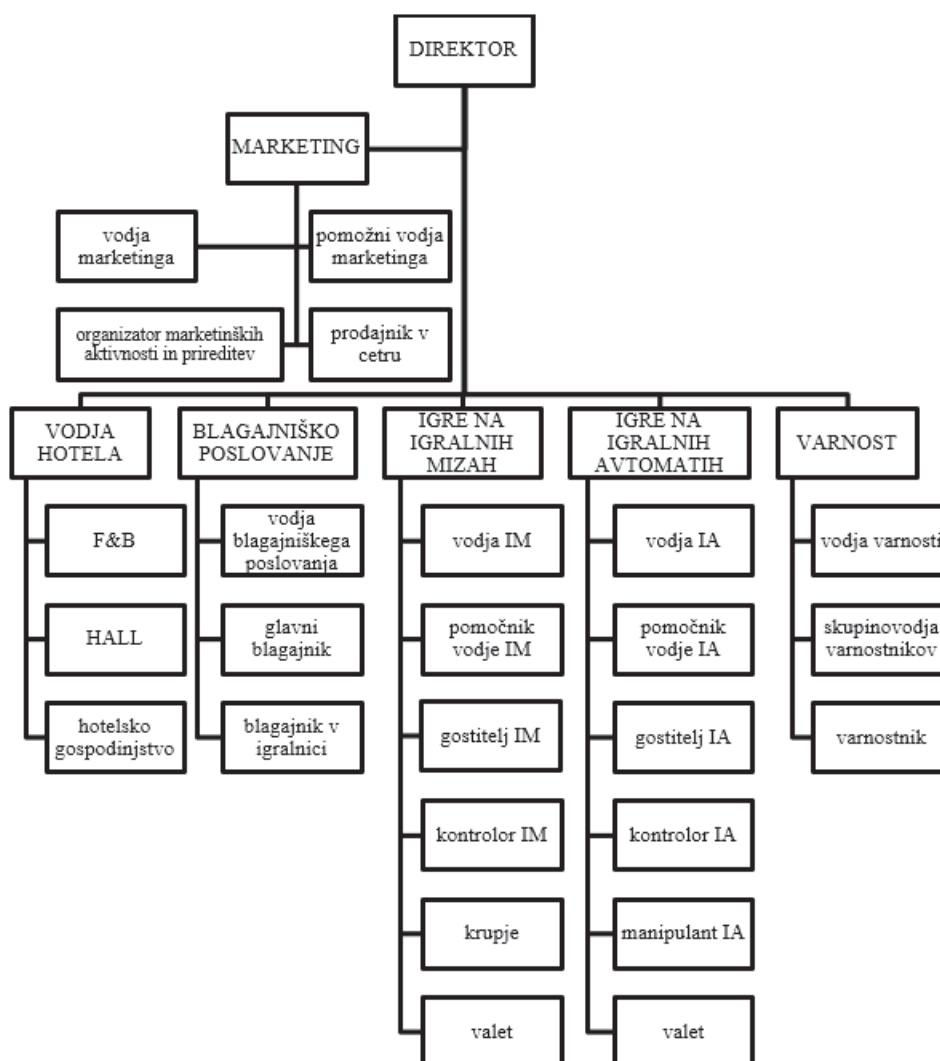 DIREKTOR
MARKETING
vodja
marketinga
pomožni vodja
marketinga
organizator marketinških
aktivnosti in prireditev
prodajnik v
cetru
VODJA
HOTELA
F&B
HALL
hotelsko
gospodinjstvo
BLAGAJNIŠKO
POSLOVANJE
vodja
blagajniškega
poslovanja
glavni
blagajnik
blagajnik v
igralnici
IGRE NA
IGRALNIH
MIZAH
vodja IM
pomočnik
vodje IM
gostitelj IM
kontrolor IM
krupje
valet
IGRE NA
IGRALNIH
AVTOMATIH
vodja IA
pomočnik
vodje IA
gostitelj IA
kontrolor IA
manipulant IA
valet
VARNOST
vodja varnosti
skupinovodja
varnostnikov
varnostnik